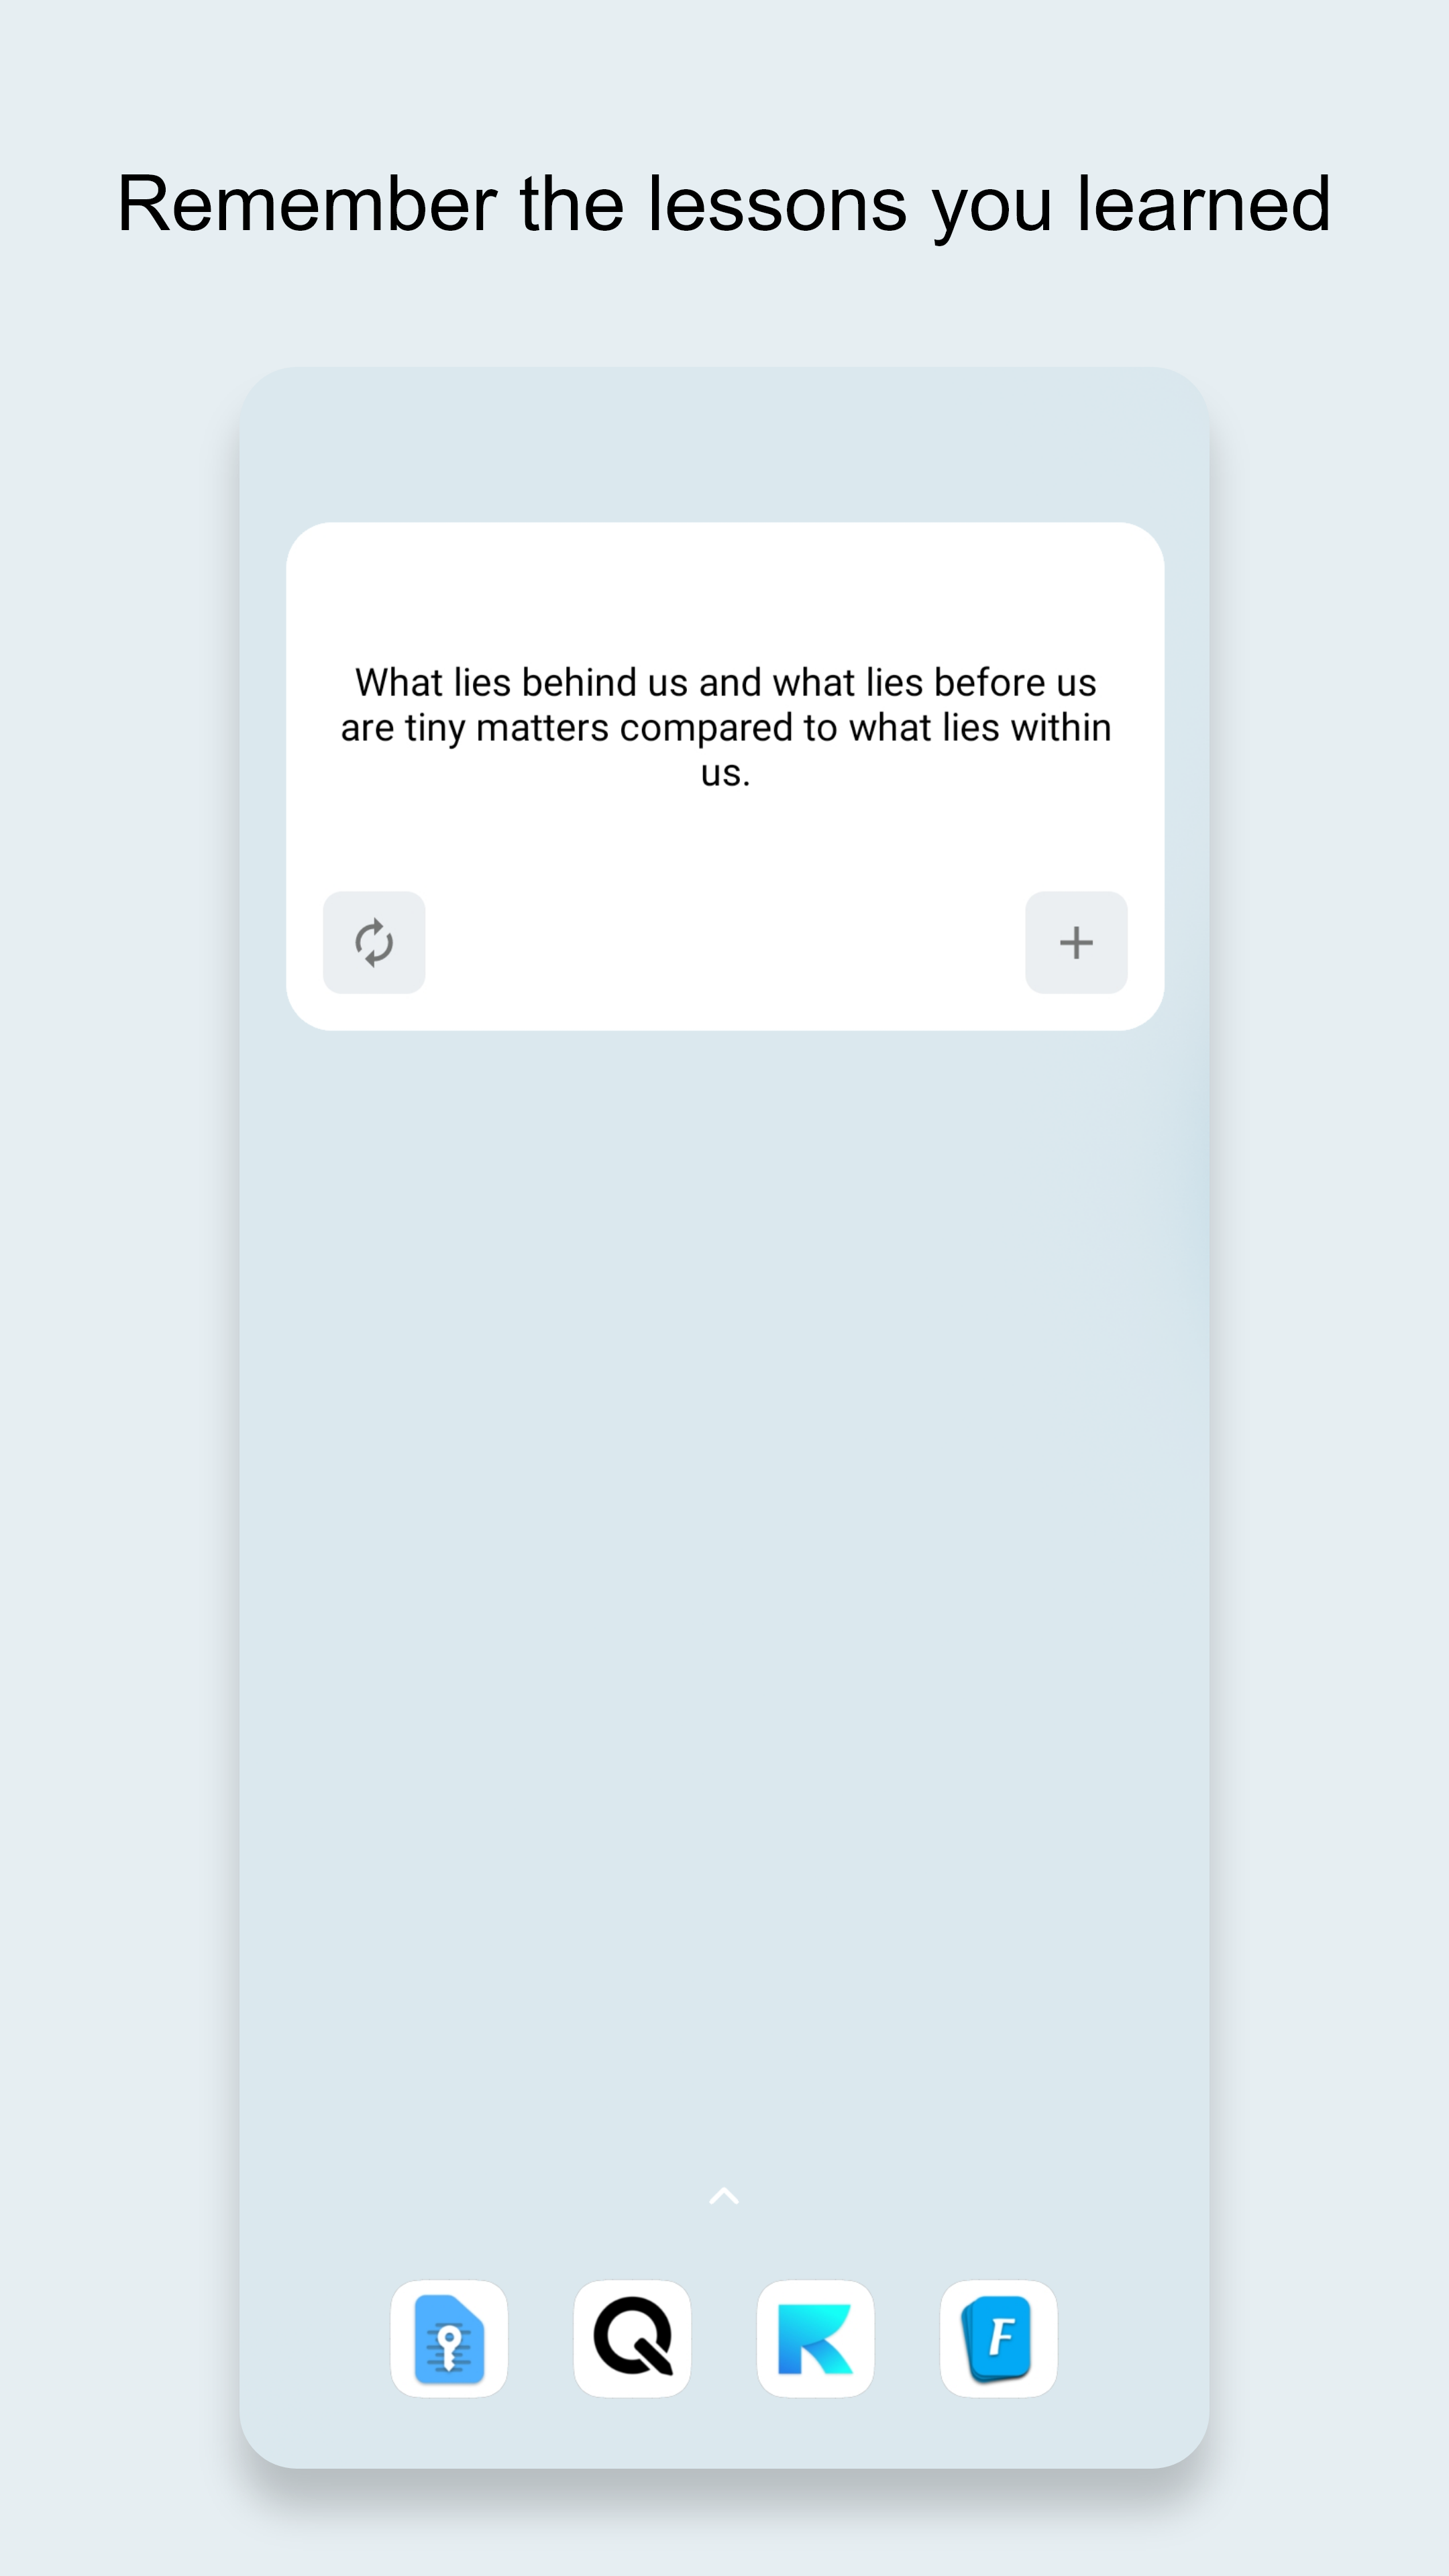 Remember the lessons you learned
What lies behind us and what lies before us
are tiny matters compared to what lies within
us.
Q
K
F